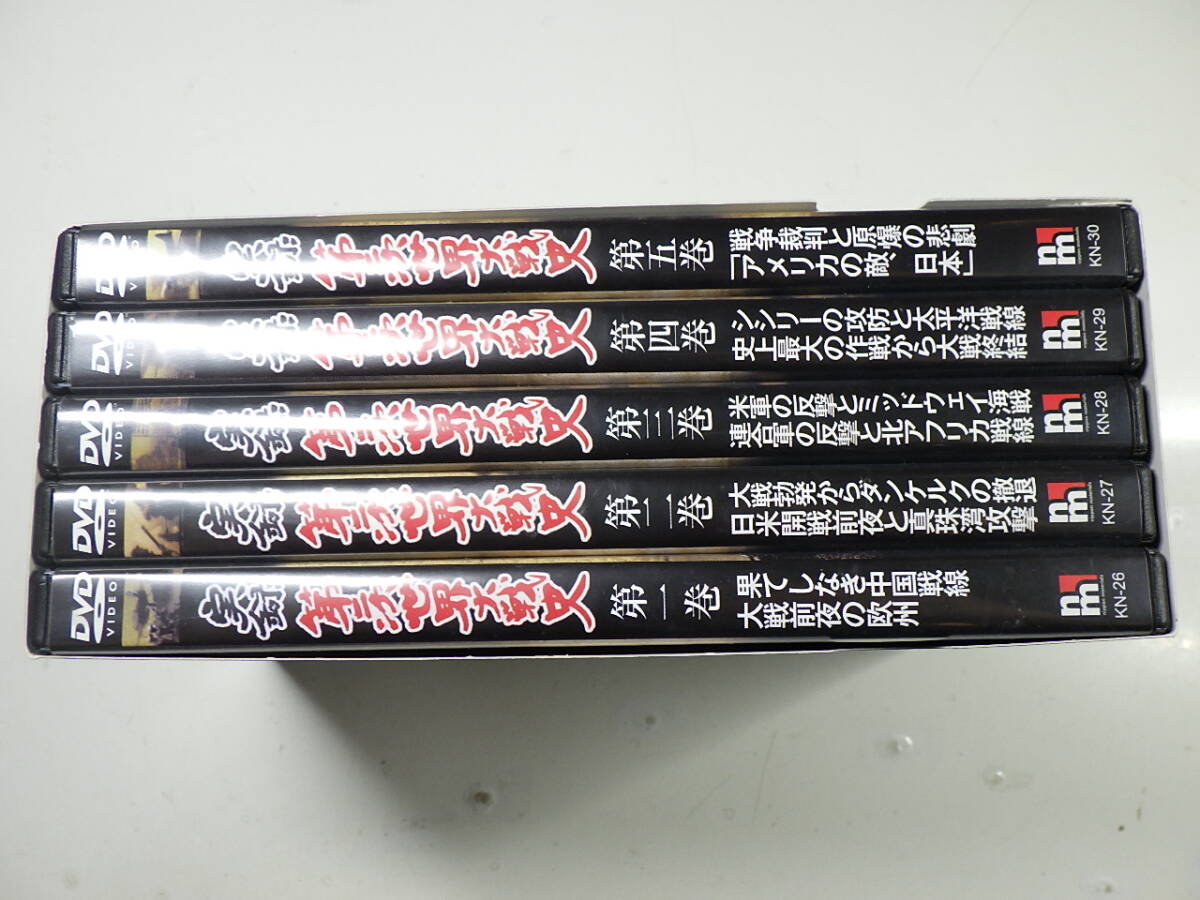 DVD
VIDEO
実録
第二次世界大戦史
第五巻
戦争裁判と原爆の悲劇
「アメリカの敵、日本」
nm
KN-30
DVD
VIDEO
実録
第二次世界大戦史
第四巻
シシリーの攻防と太平洋戦線
史上最大の作戦から大戦終結
nm
KN-29
DVD
VIDEO
実録
第二次世界大戦史
第三巻
米軍の反撃とミッドウェイ海戦
連合軍の反撃と北アフリカ戦線
nm
KN-28
DVD
VIDEO
実録
第二次世界大戦史
第二巻
大戦勃発からダンケルクの撤退
日米開戦前夜と真珠湾攻撃
nm
KN-27
DVD
VIDEO
実録
第二次世界大戦史
第一巻
果てしなき中国戦線
大戦前夜の欧州
nm
KN-26